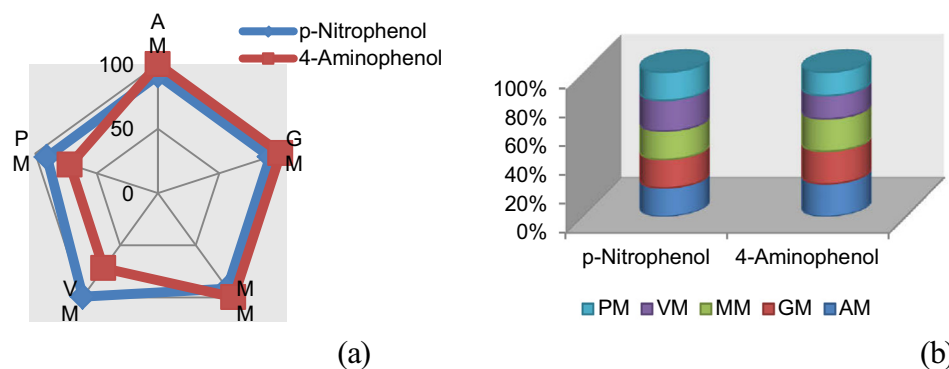 A
M
p-Nitrophenol
4-Aminophenol
100
50
0
G
M
M
M
V
M
P
M
(a)
100%
80%
60%
40%
20%
0%
p-Nitrophenol 4-Aminophenol
PM VM MM GM AM
(b)